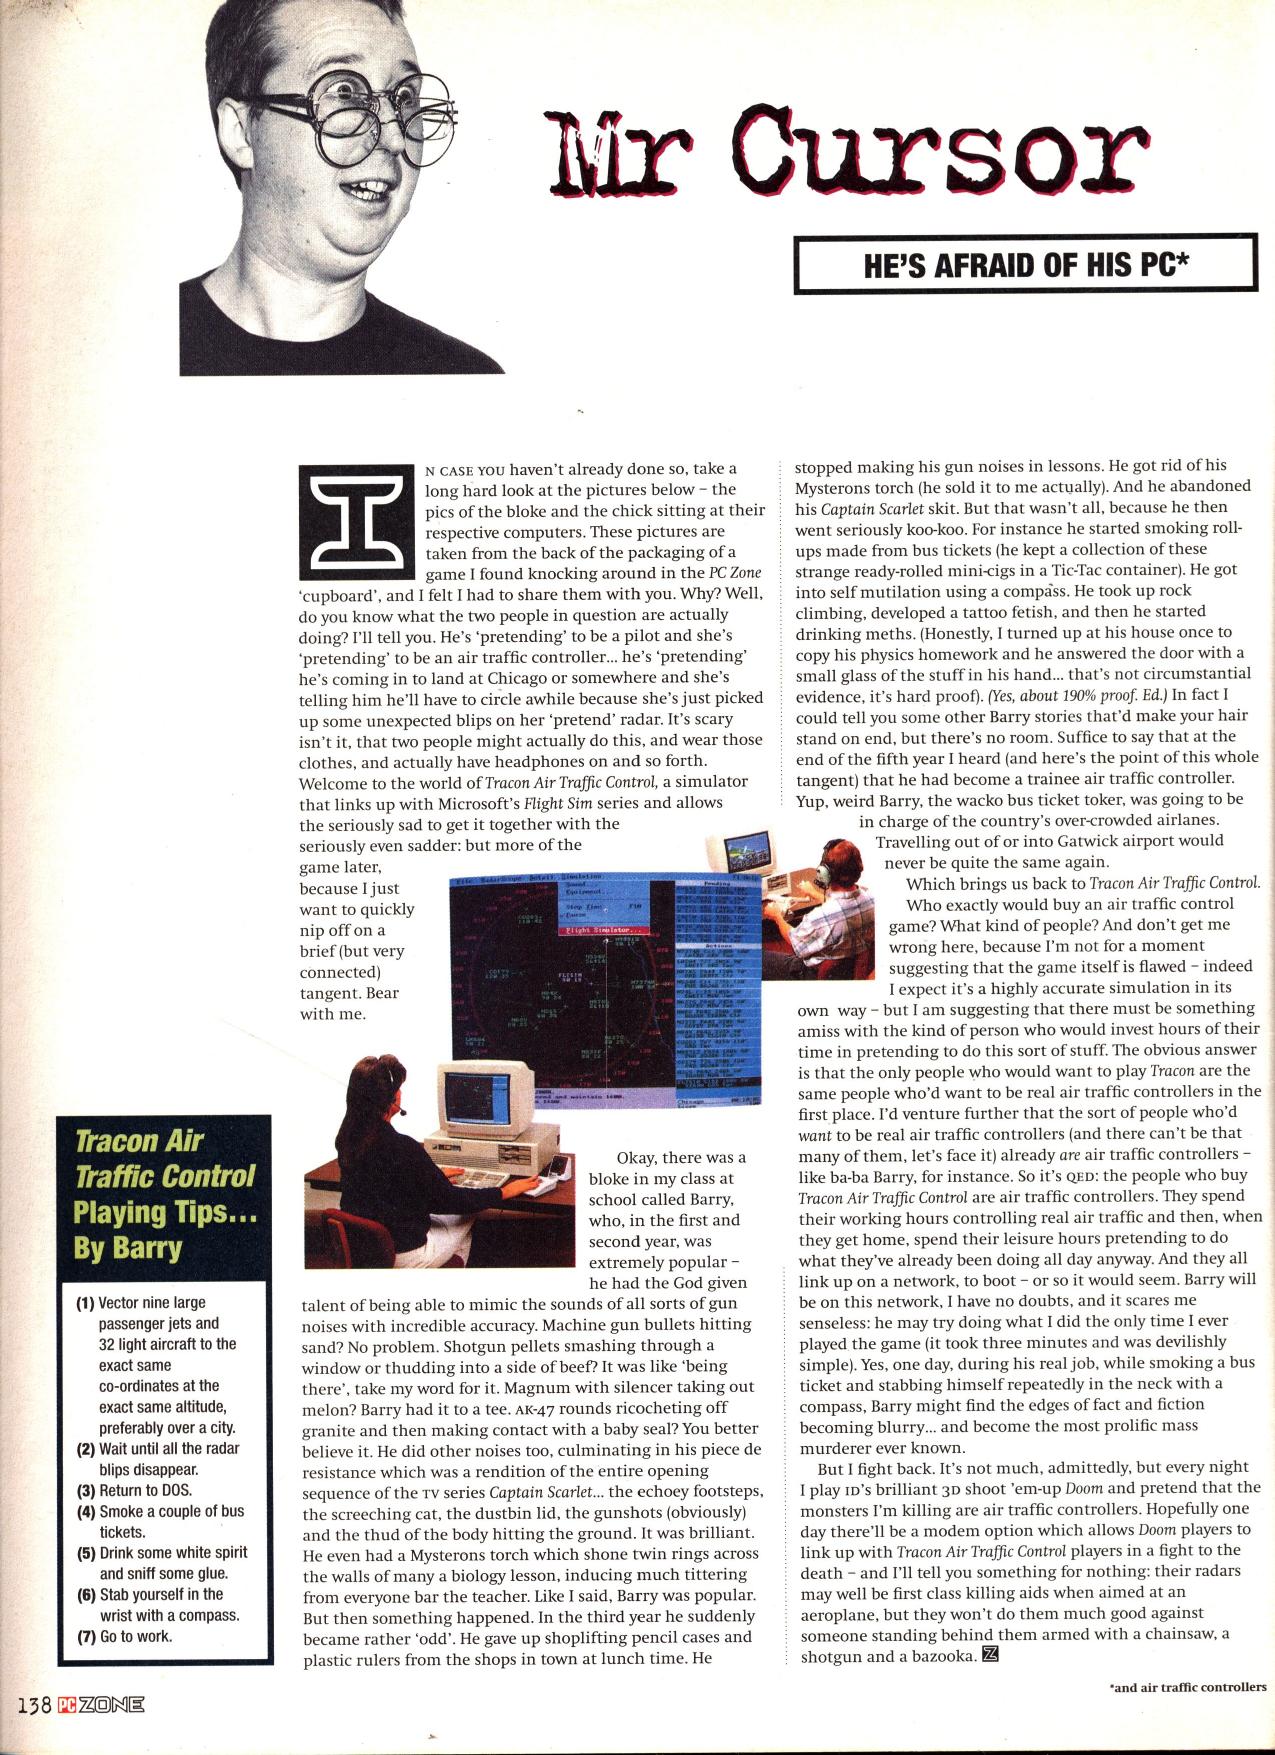 Mr Cursor
HE'S AFRAID OF HIS PC*
IN CASE YOU haven't already done so, take a
long hard look at the pictures below – the
pics of the bloke and the chick sitting at their
respective computers. These pictures are
taken from the back of the packaging of a
game I found knocking around in the PC Zone
'cupboard', and I felt I had to share them with you. Why? Well,
do you know what the two people in question are actually
doing? I'll tell you. He's 'pretending' to be a pilot and she's
'pretending' to be an air traffic controller... he's 'pretending'
he's coming in to land at Chicago or somewhere and she's
telling him he'll have to circle awhile because she's just picked
up some unexpected blips on her 'pretend' radar. It's scary
isn't it, that two people might actually do this, and wear those
clothes, and actually have headphones on and so forth.
Welcome to the world of Tracon Air Traffic Control, a simulator
that links up with Microsoft's Flight Sim series and allows
the seriously sad to get it together with the
seriously even sadder: but more of the
game later,
because I just
want to quickly
nip off on a
brief (but very
connected)
tangent. Bear
with me.
Okay, there was a
bloke in my class at
school called Barry,
who, in the first and
second year, was
extremely popular –
he had the God given
talent of being able to mimic the sounds of all sorts of gun
noises with incredible accuracy. Machine gun bullets hitting
sand? No problem. Shotgun pellets smashing through a
window or thudding into a side of beef? It was like 'being
there', take my word for it. Magnum with silencer taking out
melon? Barry had it to a tee. AK-47 rounds ricocheting off
granite and then making contact with a baby seal? You better
believe it. He did other noises too, culminating in his piece de
resistance which was a rendition of the entire opening
sequence of the TV series Captain Scarlet... the echoey footsteps,
the screeching cat, the dustbin lid, the gunshots (obviously)
and the thud of the body hitting the ground. It was brilliant.
He even had a Mysterons torch which shone twin rings across
the walls of many a biology lesson, inducing much tittering
from everyone bar the teacher. Like I said, Barry was popular.
But then something happened. In the third year he suddenly
became rather 'odd'. He gave up shoplifting pencil cases and
plastic rulers from the shops in town at lunch time. He
stopped making his gun noises in lessons. He got rid of his
Mysterons torch (he sold it to me actually). And he abandoned
his Captain Scarlet skit. But that wasn't all, because he then
went seriously koo-koo. For instance he started smoking roll-
ups made from bus tickets (he kept a collection of these
strange ready-rolled mini-cigs in a Tic-Tac container). He got
into self mutilation using a compass. He took up rock
climbing, developed a tattoo fetish, and then he started
drinking meths. (Honestly, I turned up at his house once to
copy his physics homework and he answered the door with a
small glass of the stuff in his hand... that's not circumstantial
evidence, it's hard proof). (Yes, about 190% proof. Ed.) In fact I
could tell you some other Barry stories that'd make your hair
stand on end, but there's no room. Suffice to say that at the
end of the fifth year I heard (and here's the point of this whole
tangent) that he had become a trainee air traffic controller.
Yup, weird Barry, the wacko bus ticket toker, was going to be
in charge of the country's over-crowded airlanes.
Travelling out of or into Gatwick airport would
never be quite the same again.
Which brings us back to Tracon Air Traffic Control.
Who exactly would buy an air traffic control
game? What kind of people? And don't get me
wrong here, because I'm not for a moment
suggesting that the game itself is flawed – indeed
I expect it's a highly accurate simulation in its
own way – but I am suggesting that there must be something
amiss with the kind of person who would invest hours of their
time in pretending to do this sort of stuff. The obvious answer
is that the only people who would want to play Tracon are the
same people who'd want to be real air traffic controllers in the
first place. I'd venture further that the sort of people who'd
want to be real air traffic controllers (and there can't be that
many of them, let's face it) already are air traffic controllers –
like ba-ba Barry, for instance. So it's QED: the people who buy
Tracon Air Traffic Control are air traffic controllers. They spend
their working hours controlling real air traffic and then, when
they get home, spend their leisure hours pretending to do
what they've already been doing all day anyway. And they all
link up on a network, to boot – or so it would seem. Barry will
be on this network, I have no doubts, and it scares me
senseless: he may try doing what I did the only time I ever
played the game (it took three minutes and was devilishly
simple). Yes, one day, during his real job, while smoking a bus
ticket and stabbing himself repeatedly in the neck with a
compass, Barry might find the edges of fact and fiction
becoming blurry... and become the most prolific mass
murderer ever known.
But I fight back. It's not much, admittedly, but every night
I play ID's brilliant 3D shoot 'em-up Doom and pretend that the
monsters I'm killing are air traffic controllers. Hopefully one
day there'll be a modem option which allows Doom players to
link up with Tracon Air Traffic Control players in a fight to the
death – and I'll tell you something for nothing: their radars
may well be first class killing aids when aimed at an
aeroplane, but they won't do them much good against
someone standing behind them armed with a chainsaw, a
shotgun and a bazooka. Z
*and air traffic controllers
Tracon Air
Traffic Control
Playing Tips...
By Barry
(1) Vector nine large
passenger jets and
32 light aircraft to the
exact same
co-ordinates at the
exact same altitude,
preferably over a city.
(2) Wait until all the radar
blips disappear.
(3) Return to DOS.
(4) Smoke a couple of bus
tickets.
(5) Drink some white spirit
and sniff some glue.
(6) Stab yourself in the
wrist with a compass.
(7) Go to work.
File RadarScope Detail Simulation
Sound...
Equipment...
Stop Time F10
Pause
Flight Simulator...
Pending
Actions
Chicago
138 PC ZONE